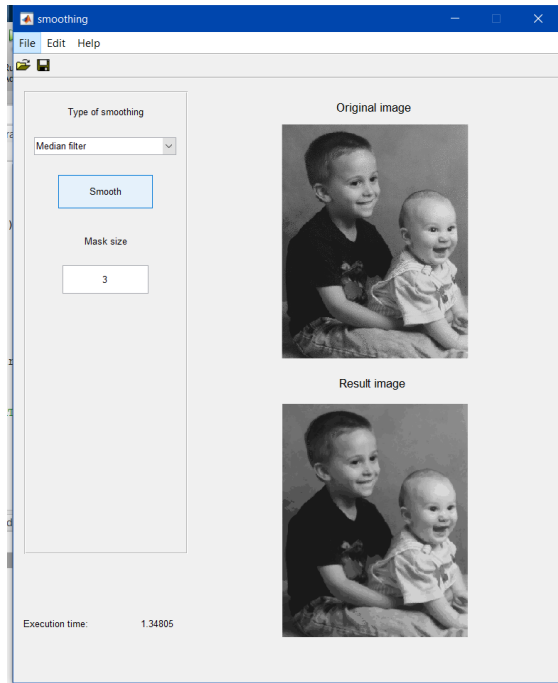 smoothing
File Edit Help
Type of smoothing
Median filter
Smooth
Mask size
3
Execution time: 1.34805
Original image
Result image